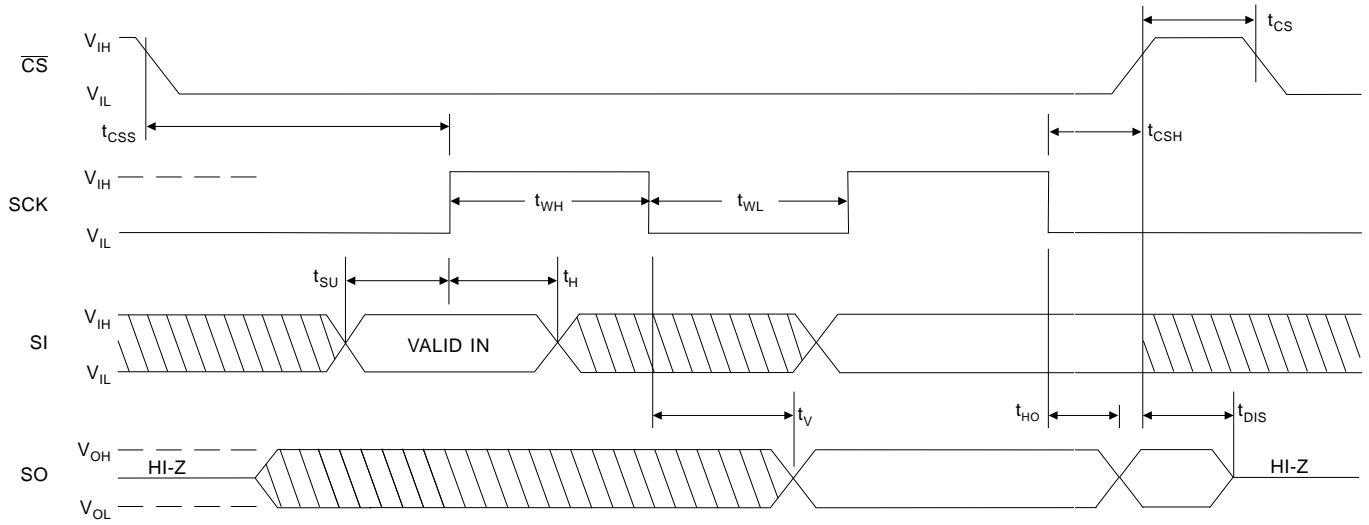 t_CS
V_IH
C̅S̅
V_IL
t_CSS
t_CSH
V_IH
SCK
t_WH
t_WL
V_IL
t_SU
t_H
V_IH
SI
VALID IN
V_IL
t_V
t_HO
t_DIS
V_OH
HI-Z
HI-Z
SO
V_OL